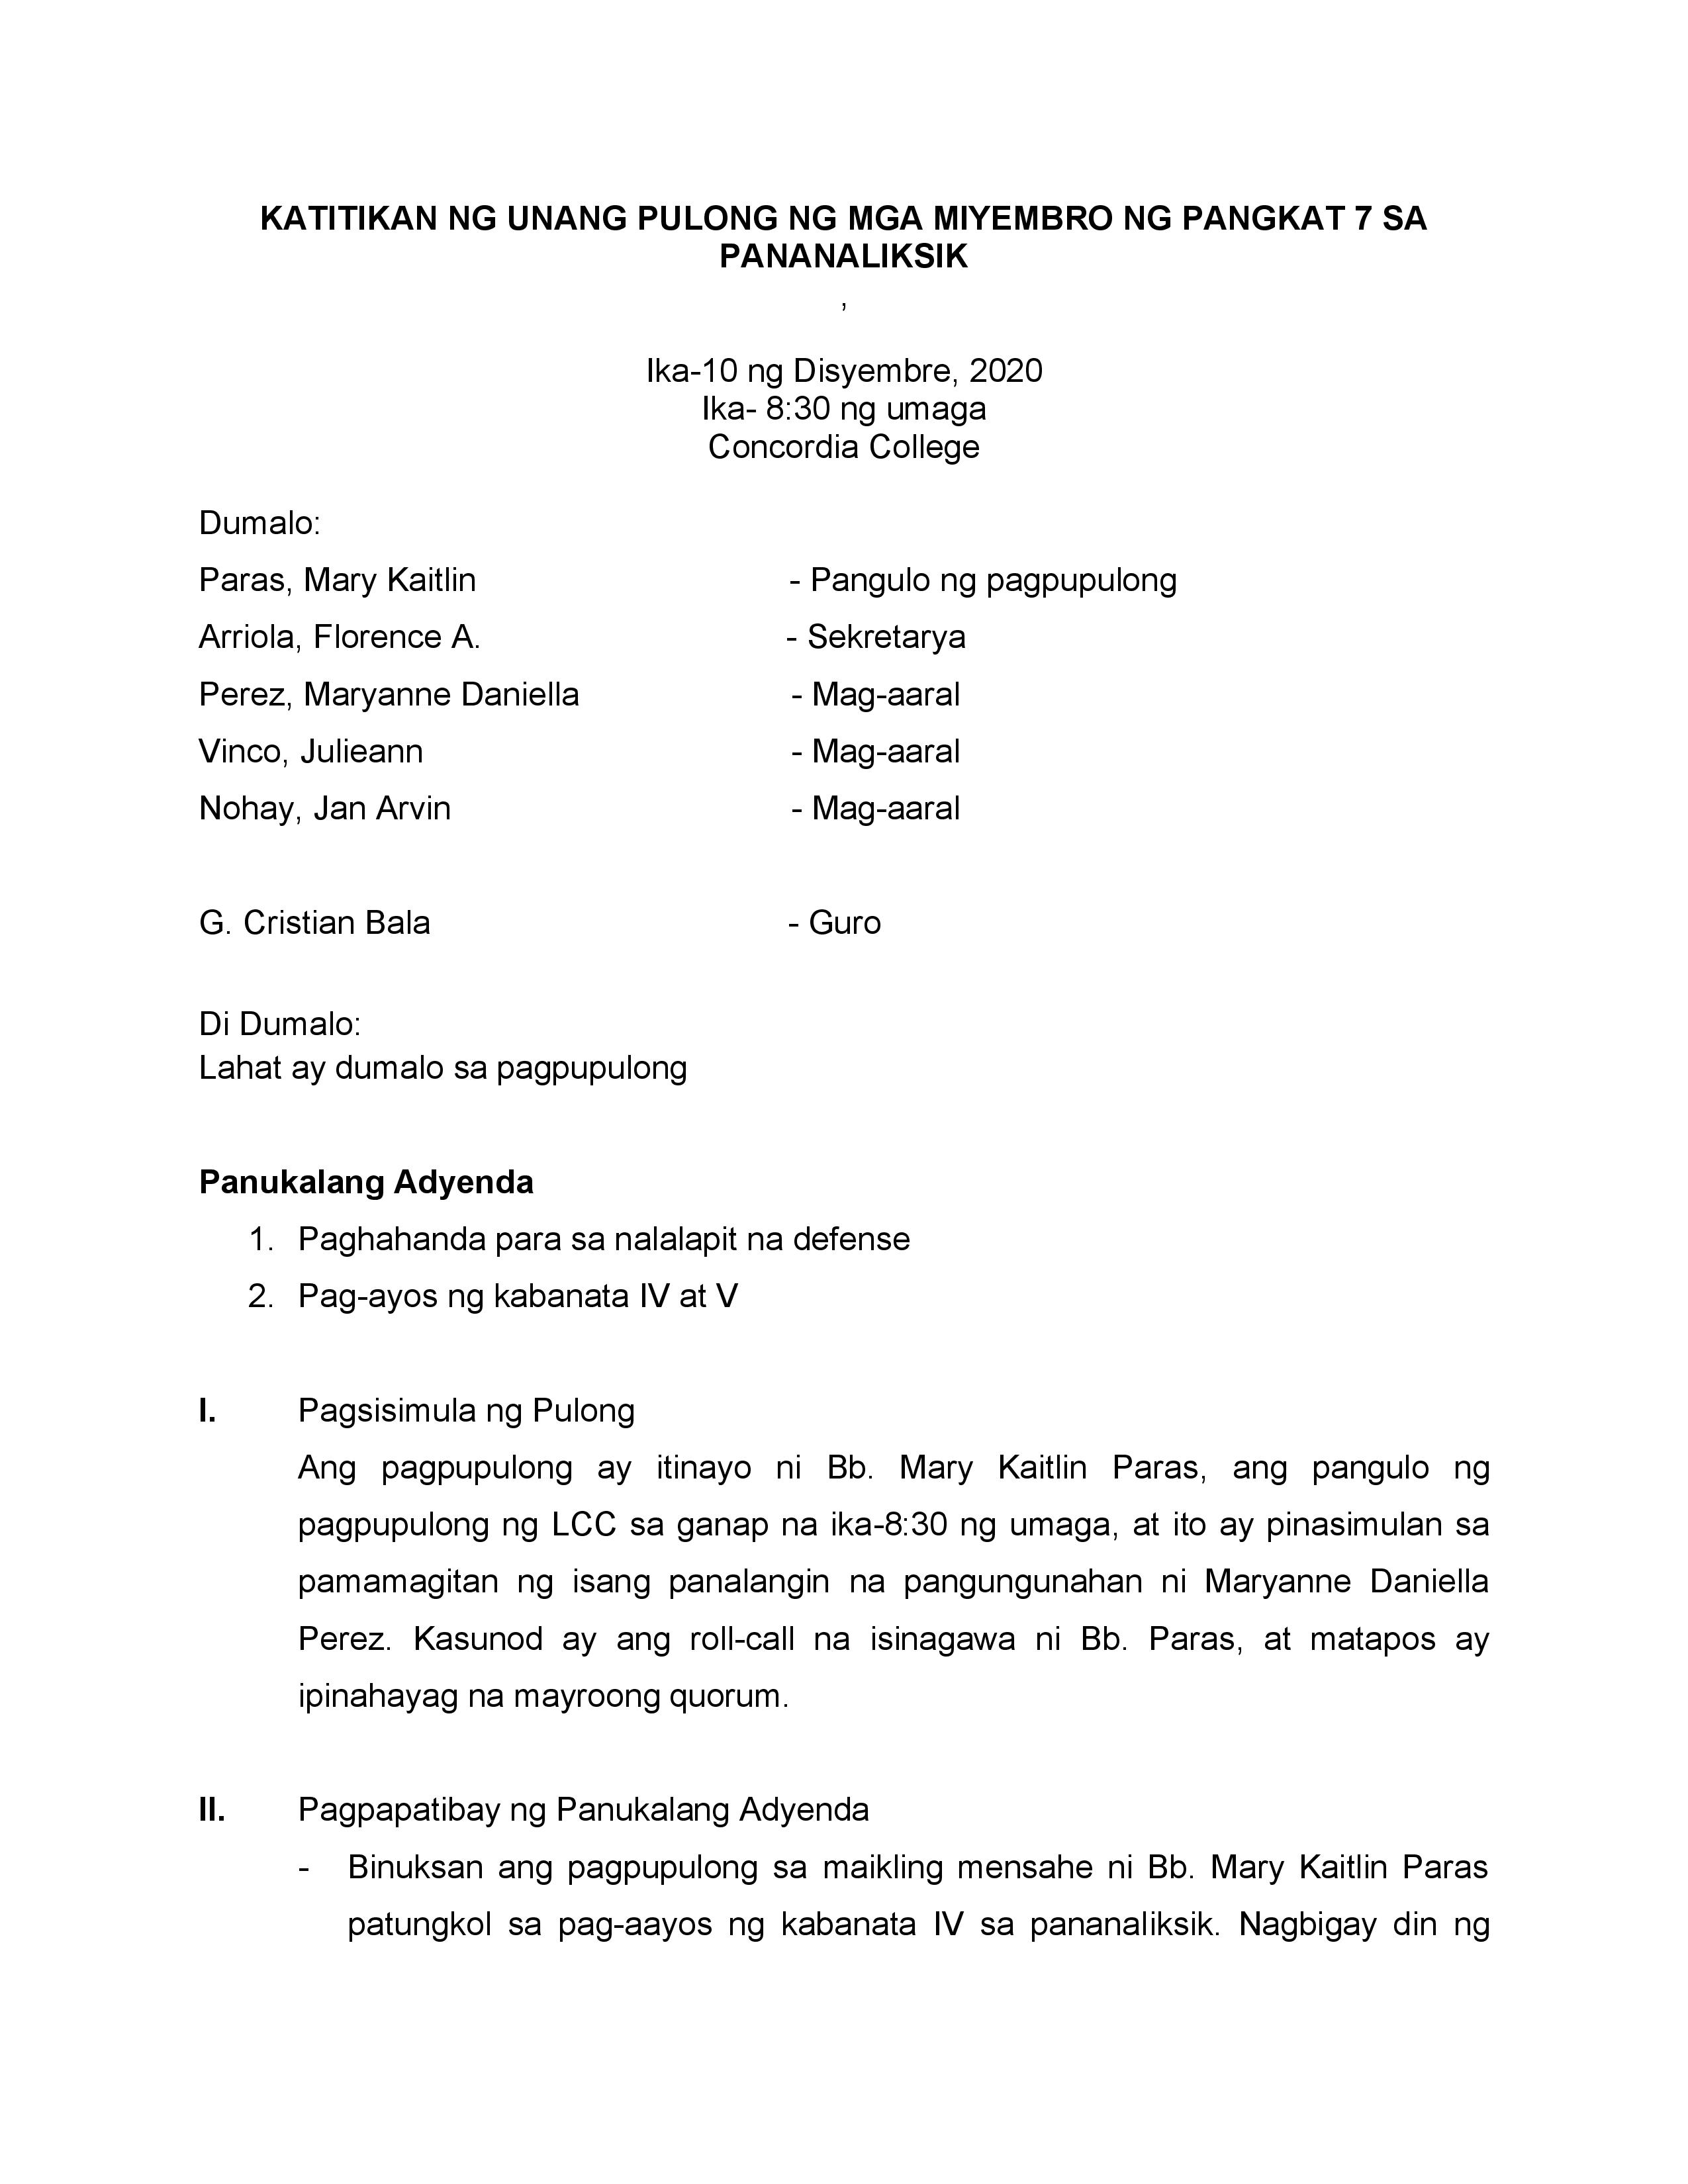 KATITIKAN NG UNANG PULONG NG MGA MIYEMBRO NG PANGKAT 7 SA
PANANALIKSIK
,
Ika-10 ng Disyembre, 2020
Ika- 8:30 ng umaga
Concordia College
Dumalo:
Paras, Mary Kaitlin - Pangulo ng pagpupulong
Arriola, Florence A. - Sekretarya
Perez, Maryanne Daniella - Mag-aaral
Vinco, Julieann - Mag-aaral
Nohay, Jan Arvin - Mag-aaral
G. Cristian Bala - Guro
Di Dumalo:
Lahat ay dumalo sa pagpupulong
Panukalang Adyenda
1. Paghahanda para sa nalalapit na defense
2. Pag-ayos ng kabanata IV at V
I. Pagsisimula ng Pulong
Ang pagpupulong ay itinayo ni Bb. Mary Kaitlin Paras, ang pangulo ng
pagpupulong ng LCC sa ganap na ika-8:30 ng umaga, at ito ay pinasimulan sa
pamamagitan ng isang panalangin na pangungunahan ni Maryanne Daniella
Perez. Kasunod ay ang roll-call na isinagawa ni Bb. Paras, at matapos ay
ipinahayag na mayroong quorum.
II. Pagpapatibay ng Panukalang Adyenda
- Binuksan ang pagpupulong sa maikling mensahe ni Bb. Mary Kaitlin Paras
patungkol sa pag-aayos ng kabanata IV sa pananaliksik. Nagbigay din ng